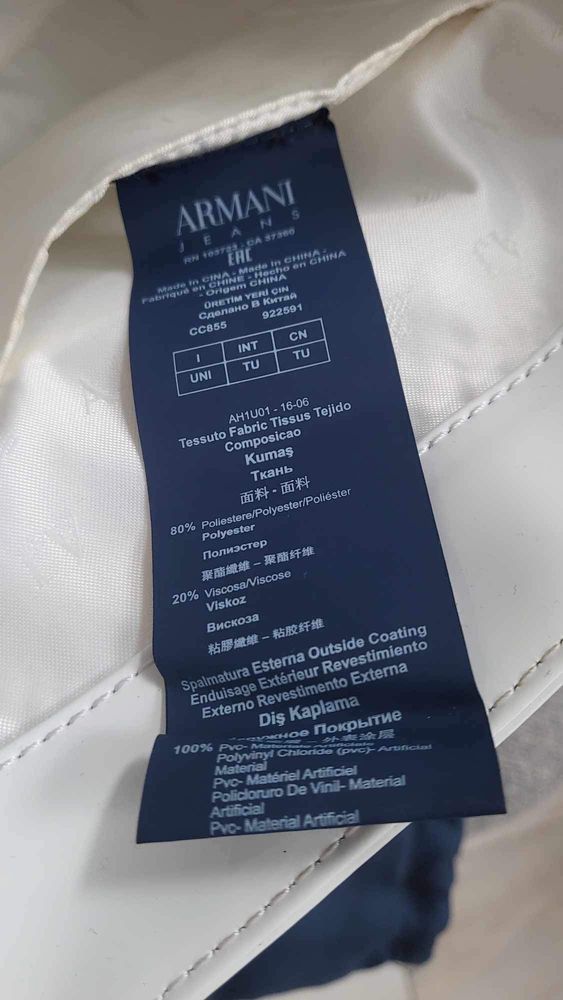 ARMANI
JEANS
RN 103733 - CA 37360
EAC
Made In CINA - Made In CHINA -
Fabriqué en CHINE - Hecho en CHINA
- Origem CHINA
ÜRETİM YERİ ÇİN
Сделано В Китай
CC855 922591
I INT CN
UNI TU TU
AH1U01 - 16-06
Tessuto Fabric Tissus Tejido
Composicao
Kumaş
Ткань
面料 - 面料
80% Poliestere/Polyester/Poliéster
Polyester
Полиэстер
聚酯纖維 – 聚酯纤维
20% Viscosa/Viscose
Viskoz
Вискоза
粘膠纖維 – 粘胶纤维
Spalmatura Esterna Outside Coating
Enduisage Extérieur Revestimiento
Externo Revestimento Externa
Diş Kaplama
Покрытие
100% Pvc- Materiale Artificiale
Polyvinyl Chloride (pvc)- Artificial
Material
Pvc- Matériel Artificiel
Policloruro De Vinil- Material
Artificial
Pvc- Material Artificial